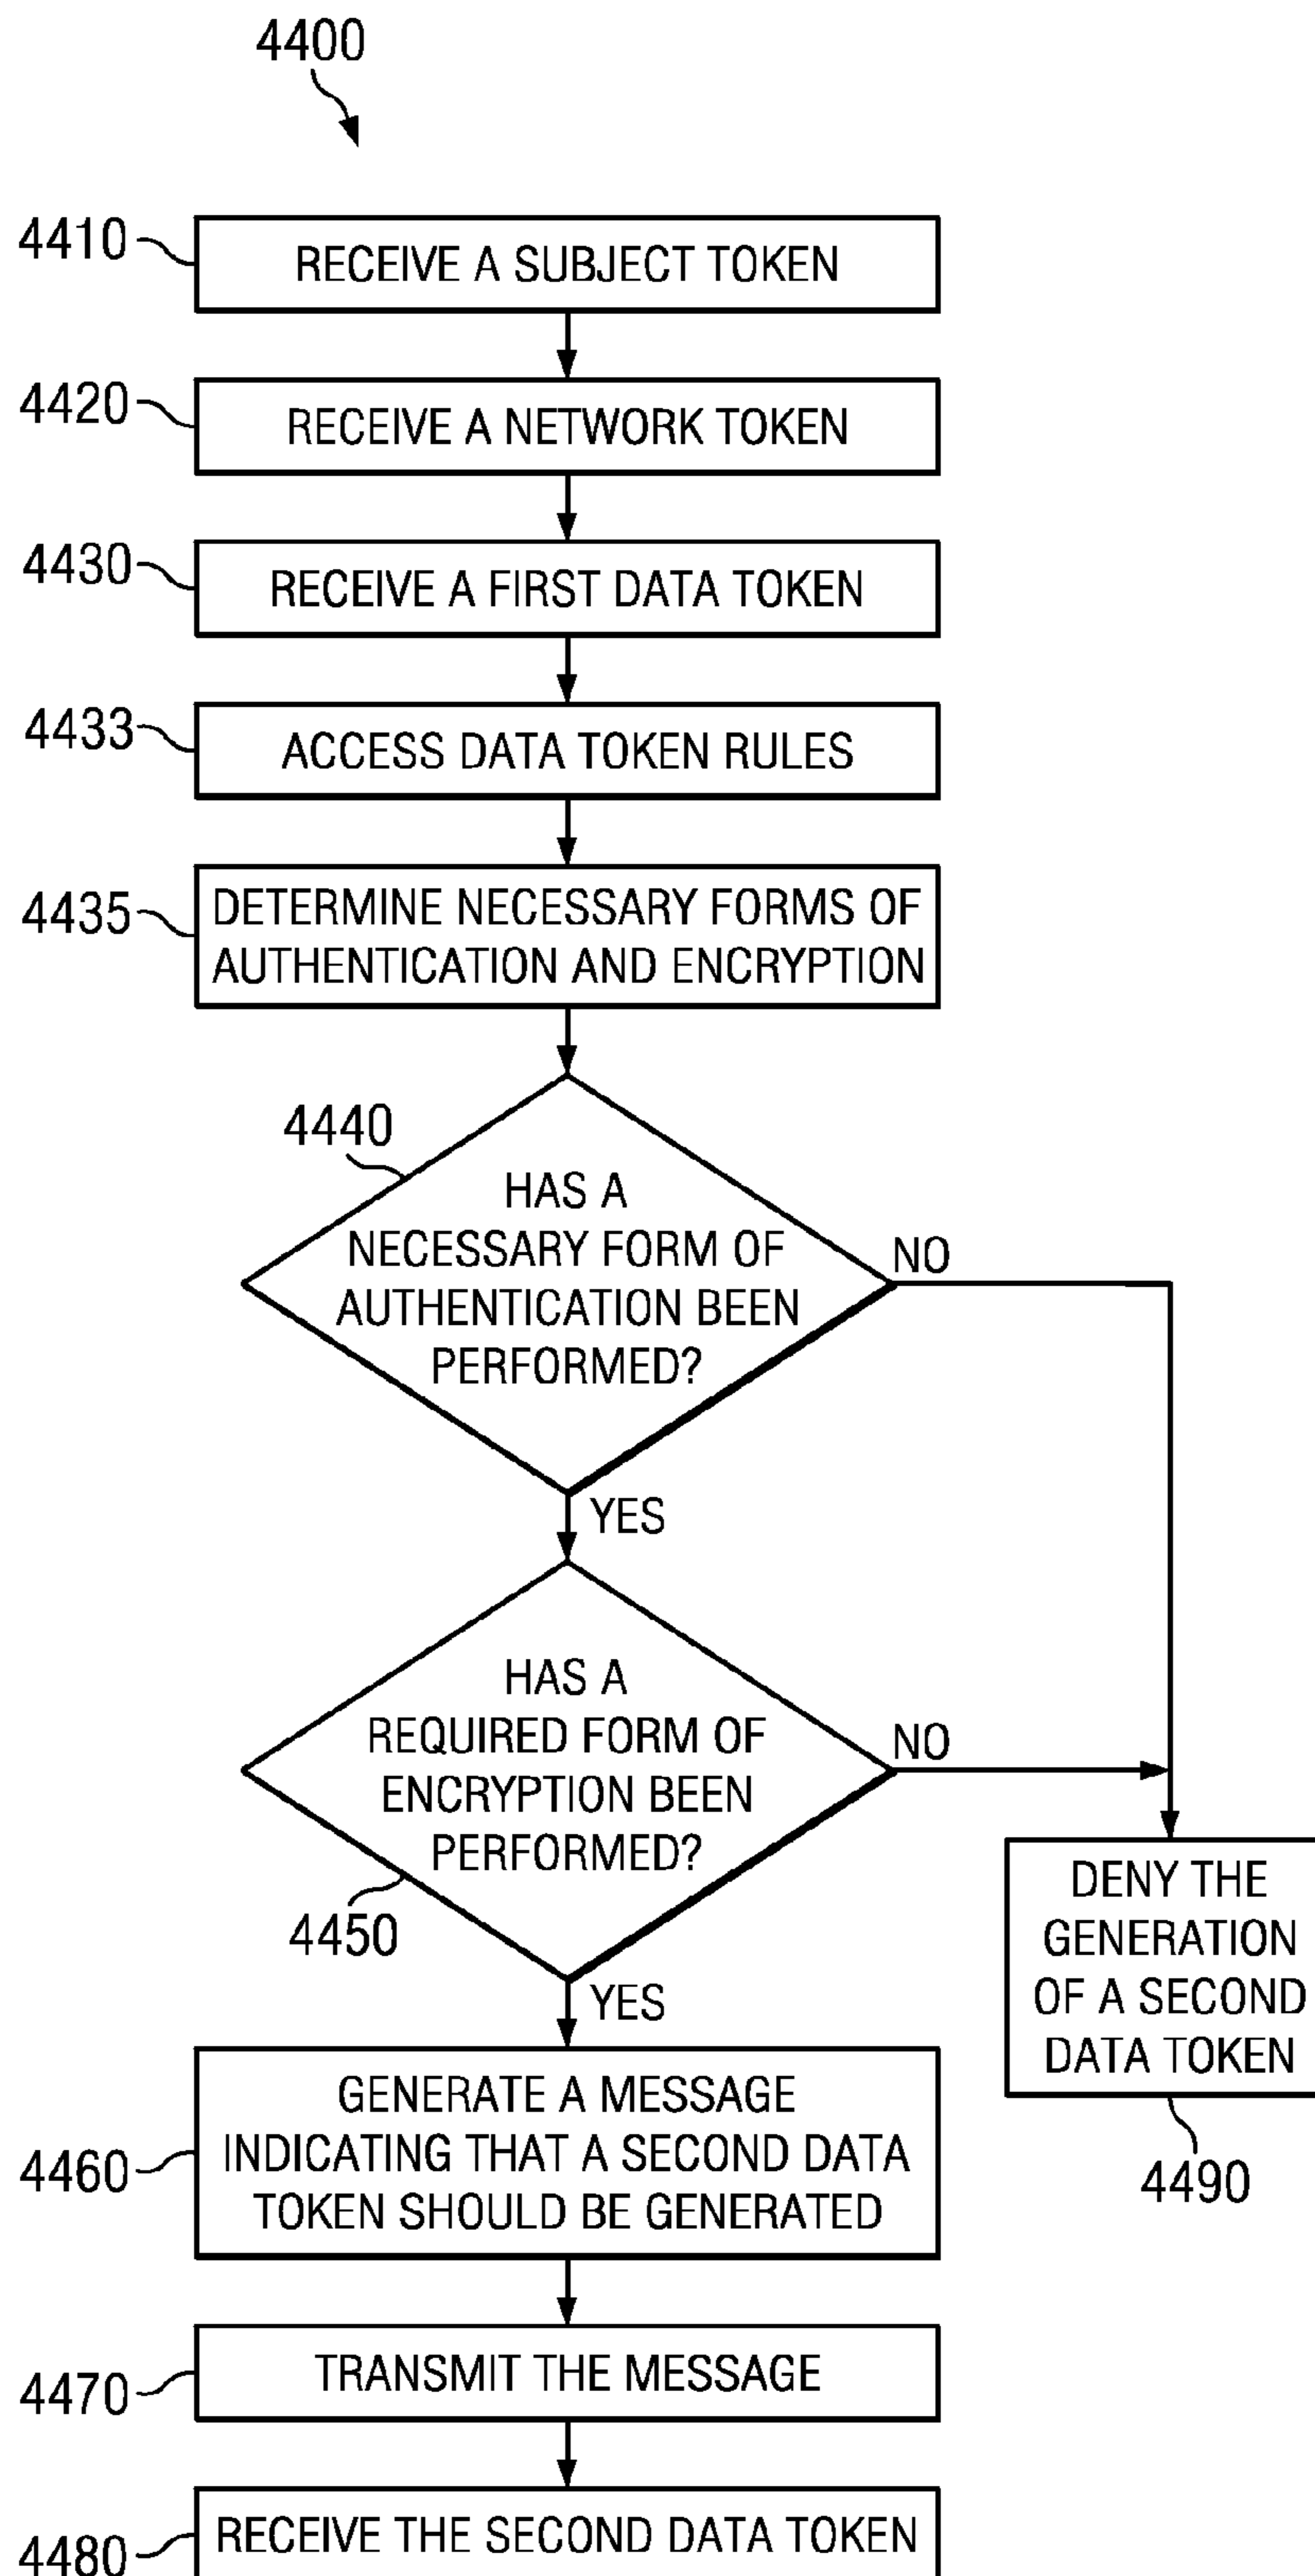 4400
4410
RECEIVE A SUBJECT TOKEN
4420
RECEIVE A NETWORK TOKEN
4430
RECEIVE A FIRST DATA TOKEN
4433
ACCESS DATA TOKEN RULES
4435
DETERMINE NECESSARY FORMS OF
AUTHENTICATION AND ENCRYPTION
4440
HAS A
NECESSARY FORM OF
AUTHENTICATION BEEN
PERFORMED?
NO
YES
HAS A
REQUIRED FORM OF
ENCRYPTION BEEN
PERFORMED?
NO
4450
YES
DENY THE
GENERATION
OF A SECOND
DATA TOKEN
4490
4460
GENERATE A MESSAGE
INDICATING THAT A SECOND DATA
TOKEN SHOULD BE GENERATED
4470
TRANSMIT THE MESSAGE
4480
RECEIVE THE SECOND DATA TOKEN